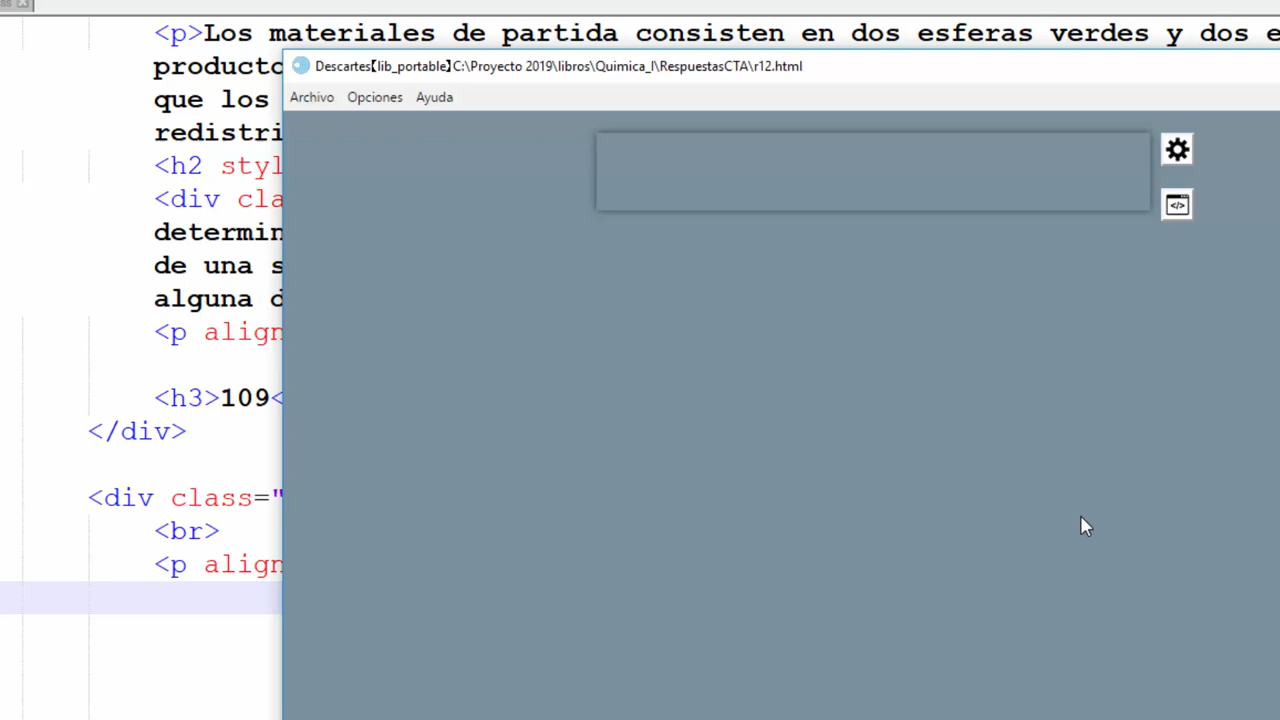 <p>Los materiales de partida consisten en dos esferas verdes y dos e
producto
que los
redistri
<h2 styl
<div cla
determin
de una s
alguna d
<p align
<h3>109<
</div>
<div class="
<br>
<p align
Descartes【lib_portable】C:\Proyecto 2019\libros\Quimica_I\RespuestasCTA\r12.html
Archivo Opciones Ayuda
</>